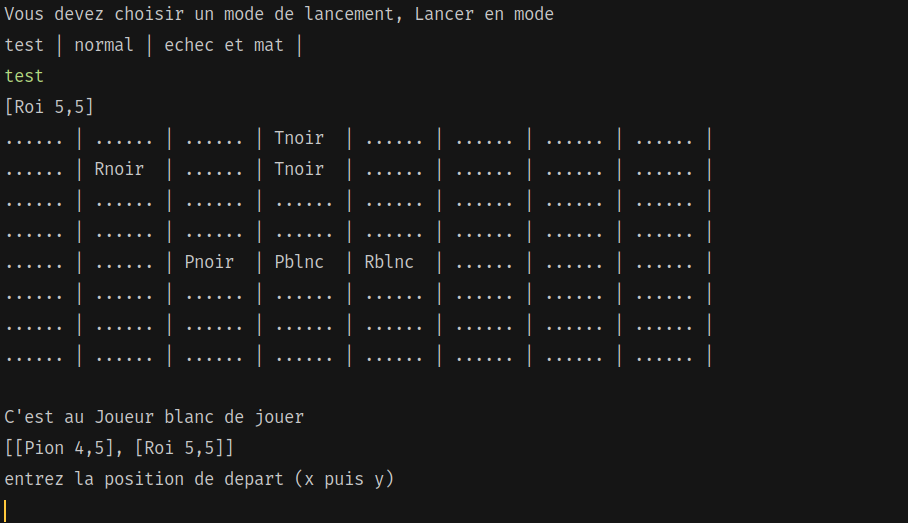 Vous devez choisir un mode de lancement, Lancer en mode
test | normal | echec et mat |
test
[Roi 5,5]
...... | ...... | ...... | Tnoir  | ...... | ...... | ...... | ...... |
...... | Rnoir  | ...... | Tnoir  | ...... | ...... | ...... | ...... |
...... | ...... | ...... | ...... | ...... | ...... | ...... | ...... |
...... | ...... | ...... | ...... | ...... | ...... | ...... | ...... |
...... | ...... | Pnoir  | Pblnc  | Rblnc  | ...... | ...... | ...... |
...... | ...... | ...... | ...... | ...... | ...... | ...... | ...... |
...... | ...... | ...... | ...... | ...... | ...... | ...... | ...... |
...... | ...... | ...... | ...... | ...... | ...... | ...... | ...... |
C'est au Joueur blanc de jouer
[[Pion 4,5], [Roi 5,5]]
entrez la position de depart (x puis y)